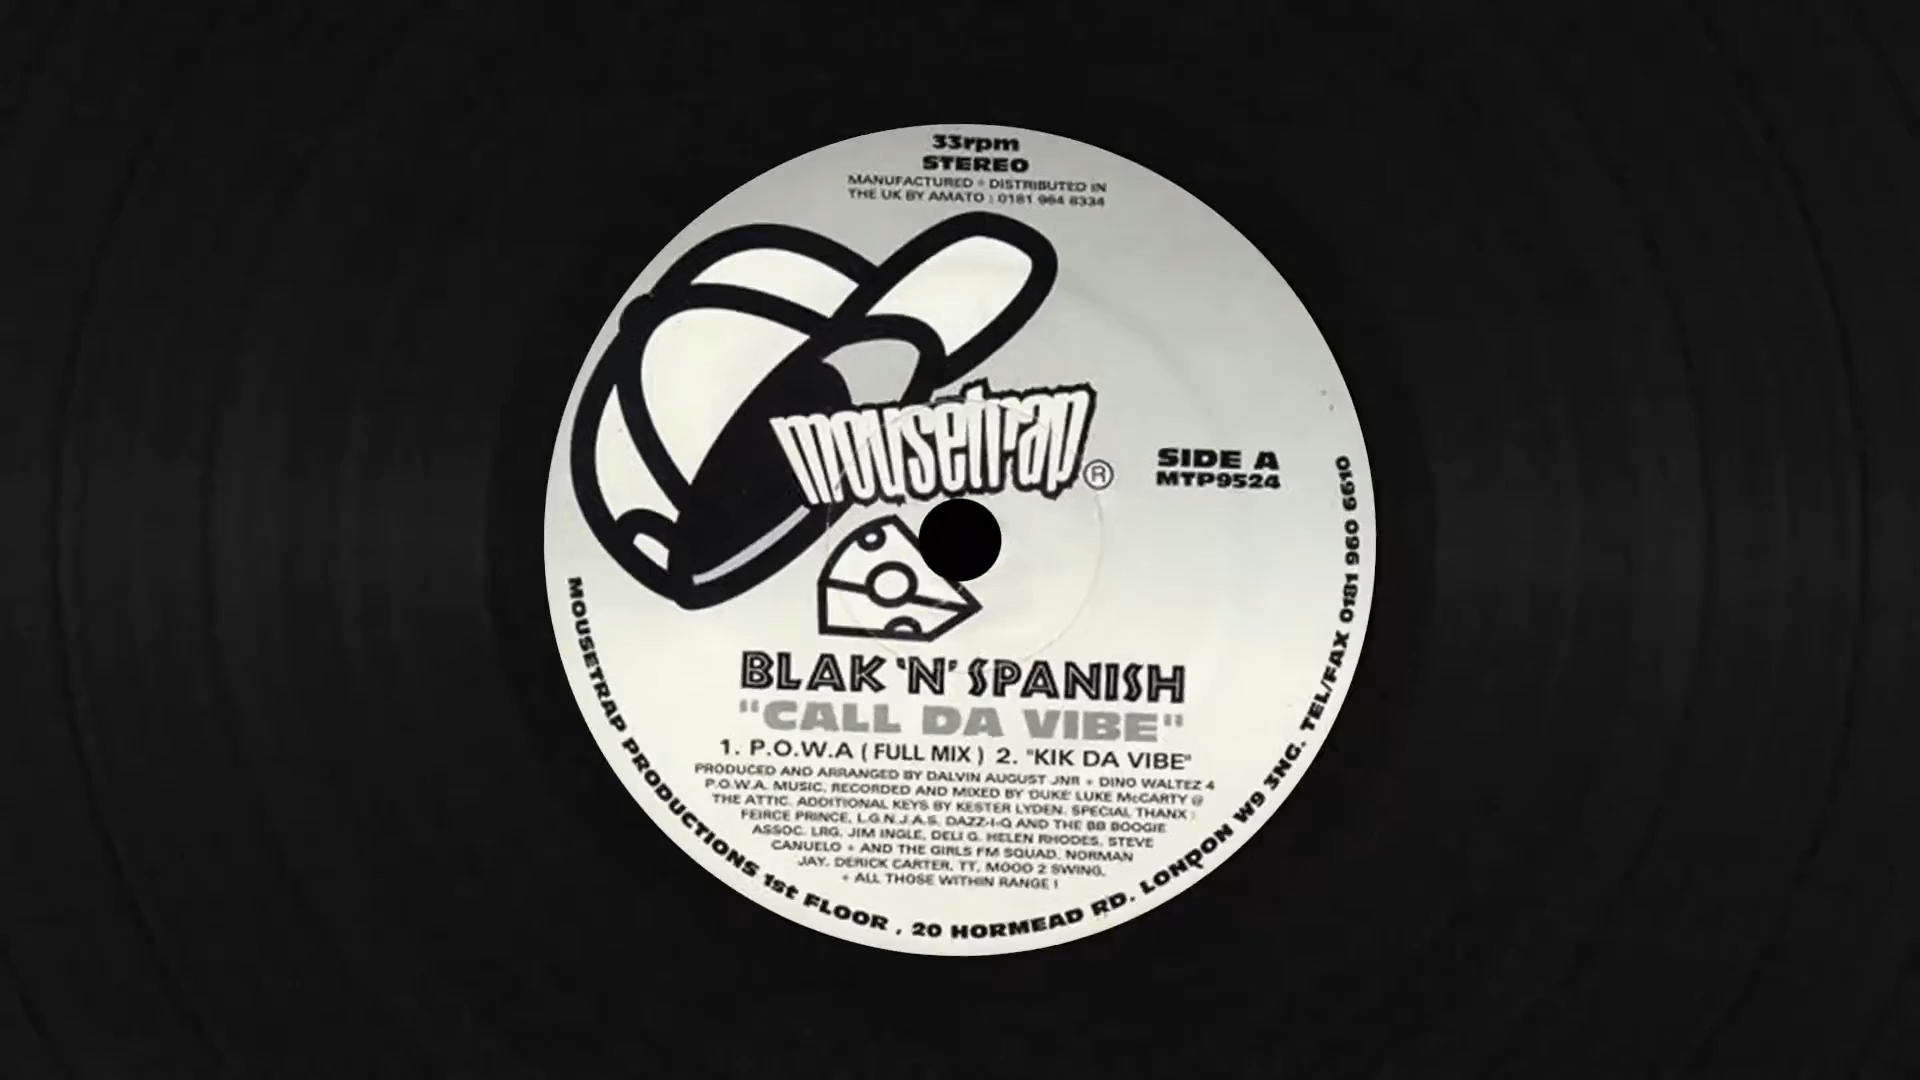 33rpm
STEREO
MANUFACTURED + DISTRIBUTED IN
THE UK BY AMATO : 0181 964 8334
mousetrap®
SIDE A
MTP9524
BLAK 'N' SPANISH
"CALL DA VIBE"
1. P.O.W.A ( FULL MIX ) 2. "KIK DA VIBE"
PRODUCED AND ARRANGED BY DALVIN AUGUST JNR + DINO WALTEZ 4
P.O.W.A. MUSIC. RECORDED AND MIXED BY 'DUKE' LUKE McCARTY @
THE ATTIC. ADDITIONAL KEYS BY KESTER LYDEN. SPECIAL THANX :
FEIRCE PRINCE, L.G.N.J.A.S. DAZZ-I-Q AND THE BB BOOGIE
ASSOC. LRG. JIM INGLE, DELI G. HELEN RHODES, STEVE
CANUELO + AND THE GIRLS FM SQUAD. NORMAN
JAY. DERICK CARTER, TT, MOOD 2 SWING.
+ ALL THOSE WITHIN RANGE !
MOUSETRAP PRODUCTIONS 1st FLOOR , 20 HORMEAD RD. LONDON W9 3NG. TEL/FAX 0181 960 6610